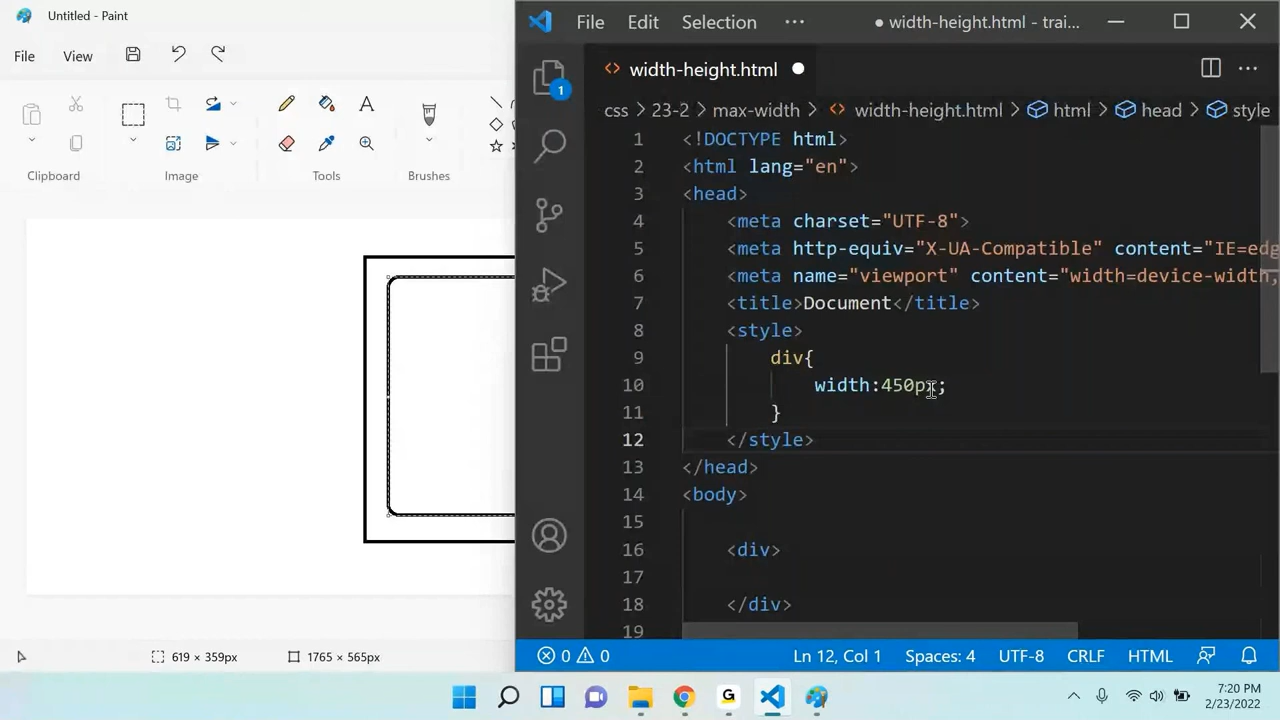 Untitled - Paint
File View
Clipboard
Image
Tools
Brushes
619 × 359px
1765 × 565px
File Edit Selection ···
● width-height.html - trai...
width-height.html
1
css > 23-2 > max-width > width-height.html > html > head > style
1 <!DOCTYPE html>
2 <html lang="en">
3 <head>
4 <meta charset="UTF-8">
5 <meta http-equiv="X-UA-Compatible" content="IE=edg
6 <meta name="viewport" content="width=device-width,
7 <title>Document</title>
8 <style>
9 div{
10 width:450px;
11 }
12 </style>
13 </head>
14 <body>
15
16 <div>
17
18 </div>
19
0 0 Ln 12, Col 1 Spaces: 4 UTF-8 CRLF HTML
G
7:20 PM
2/23/2022